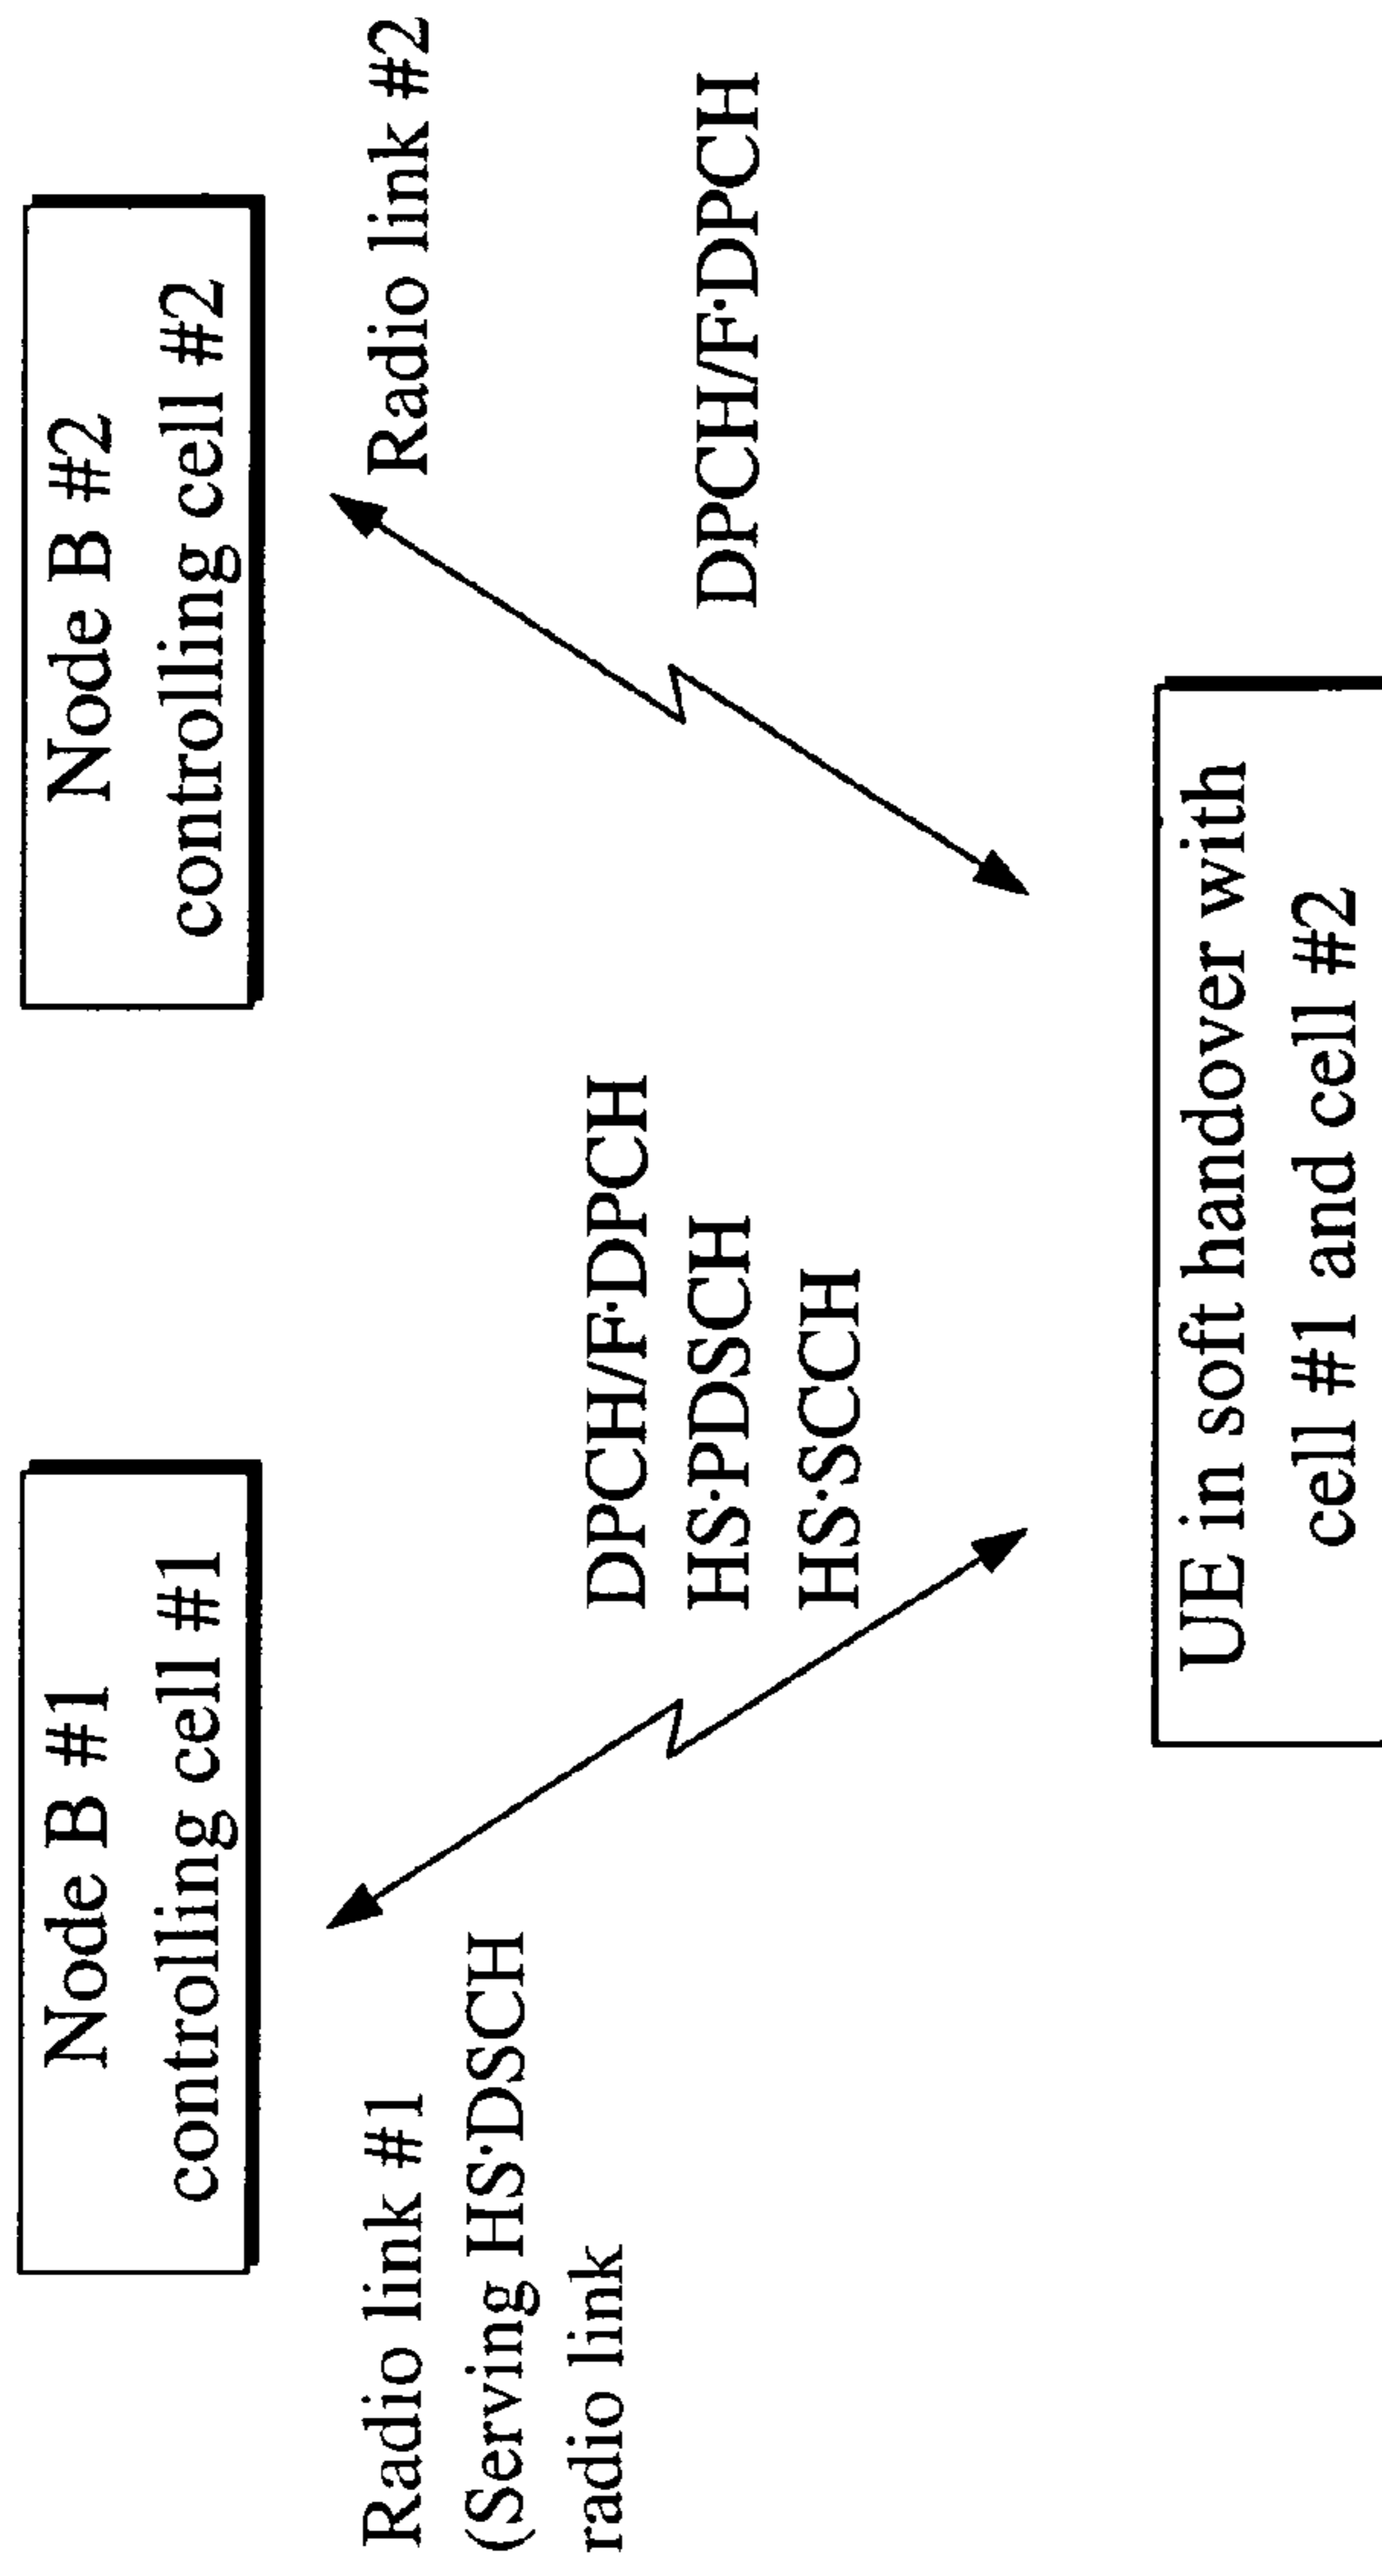 Node B #1
controlling cell #1
Node B #2
controlling cell #2
Radio link #1
(Serving HS·DSCH
radio link
Radio link #2
DPCH/F·DPCH
HS·PDSCH
HS·SCCH
DPCH/F·DPCH
UE in soft handover with
cell #1 and cell #2